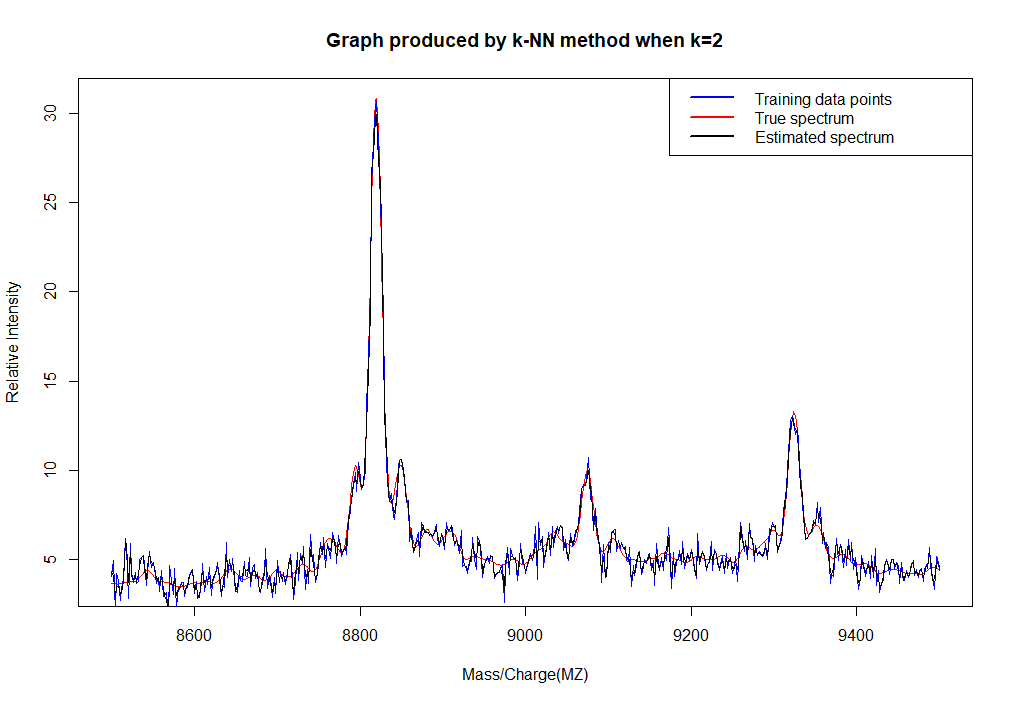 Graph produced by k-NN method when k=2
Training data points
True spectrum
Estimated spectrum
30
25
20
15
10
5
Relative Intensity
8600 8800 9000 9200 9400
Mass/Charge(MZ)